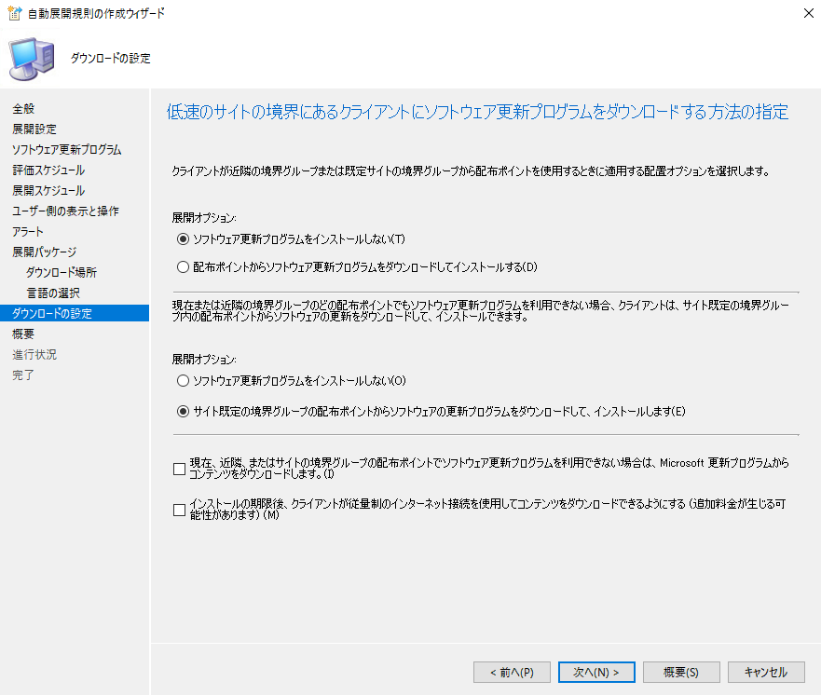 自動展開規則の作成ウィザード
ダウンロードの設定
全般
展開設定
ソフトウェア更新プログラム
評価スケジュール
展開スケジュール
ユーザー側の表示と操作
アラート
展開パッケージ
ダウンロード場所
言語の選択
ダウンロードの設定
概要
進行状況
完了
低速のサイトの境界にあるクライアントにソフトウェア更新プログラムをダウンロードする方法の指定
クライアントが近隣の境界グループまたは既定サイトの境界グループから配布ポイントを使用するときに適用する配置オプションを選択します。
展開オプション:
ソフトウェア更新プログラムをインストールしない(T)
配布ポイントからソフトウェア更新プログラムをダウンロードしてインストールする(D)
現在または近隣の境界グループのどの配布ポイントでもソフトウェア更新プログラムを利用できない場合、クライアントは、サイト既定の境界グルー
プ内の配布ポイントからソフトウェアの更新をダウンロードして、インストールできます。
展開オプション:
ソフトウェア更新プログラムをインストールしない(O)
サイト既定の境界グループの配布ポイントからソフトウェアの更新プログラムをダウンロードして、インストールします(E)
現在、近隣、またはサイトの境界グループの配布ポイントでソフトウェア更新プログラムを利用できない場合は、Microsoft 更新プログラムから
コンテンツをダウンロードします。(I)
インストールの期限後、クライアントが従量制のインターネット接続を使用してコンテンツをダウンロードできるようにする (追加料金が生じる可
能性があります) (M)
< 前へ(P)
次へ(N) >
概要(S)
キャンセル